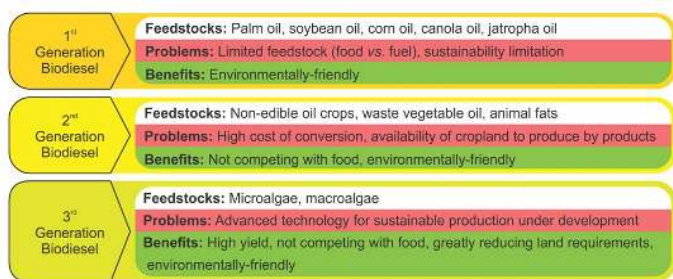 1st
Generation
Biodiesel
Feedstocks: Palm oil, soybean oil, corn oil, canola oil, jatropha oil
Problems: Limited feedstock (food vs. fuel), sustainability limitation
Benefits: Environmentally-friendly
2nd
Generation
Biodiesel
Feedstocks: Non-edible oil crops, waste vegetable oil, animal fats
Problems: High cost of conversion, availability of cropland to produce by products
Benefits: Not competing with food, environmentally-friendly
3rd
Generation
Biodiesel
Feedstocks: Microalgae, macroalgae
Problems: Advanced technology for sustainable production under development
Benefits: High yield, not competing with food, greatly reducing land requirements,
environmentally-friendly